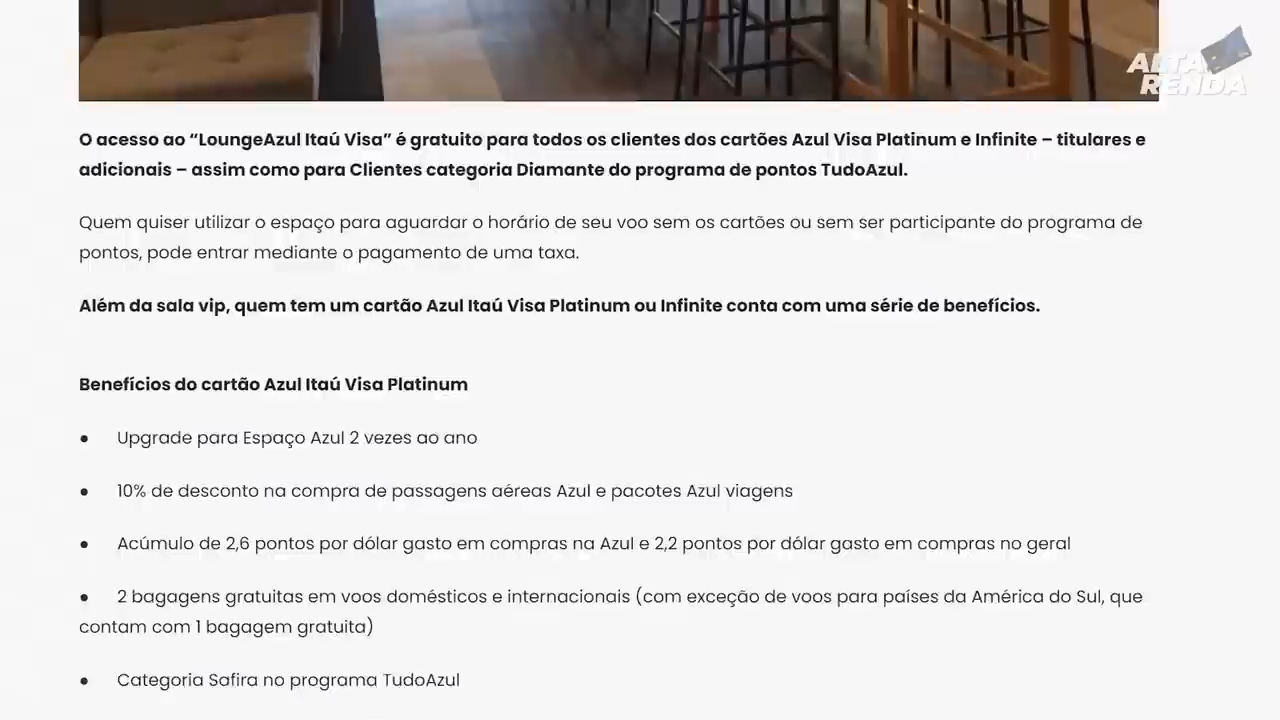 ALTA
RENDA
O acesso ao “LoungeAzul Itaú Visa” é gratuito para todos os clientes dos cartões Azul Visa Platinum e Infinite – titulares e
adicionais – assim como para Clientes categoria Diamante do programa de pontos TudoAzul.
Quem quiser utilizar o espaço para aguardar o horário de seu voo sem os cartões ou sem ser participante do programa de
pontos, pode entrar mediante o pagamento de uma taxa.
Além da sala vip, quem tem um cartão Azul Itaú Visa Platinum ou Infinite conta com uma série de benefícios.
Benefícios do cartão Azul Itaú Visa Platinum
● Upgrade para Espaço Azul 2 vezes ao ano
● 10% de desconto na compra de passagens aéreas Azul e pacotes Azul viagens
● Acúmulo de 2,6 pontos por dólar gasto em compras na Azul e 2,2 pontos por dólar gasto em compras no geral
● 2 bagagens gratuitas em voos domésticos e internacionais (com exceção de voos para países da América do Sul, que
contam com 1 bagagem gratuita)
● Categoria Safira no programa TudoAzul